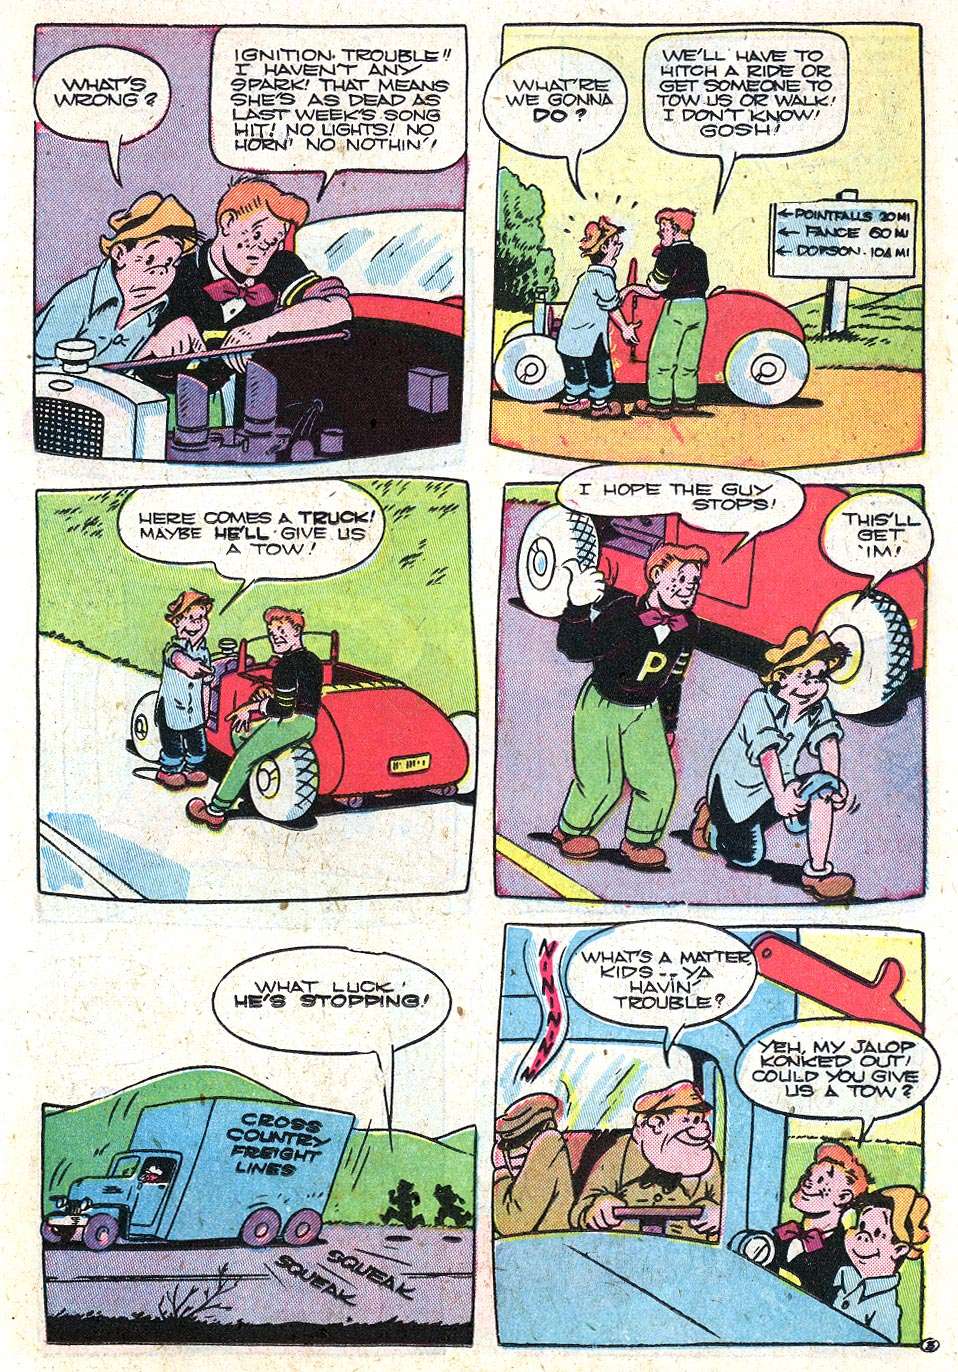 WHAT'S
WRONG?
IGNITION TROUBLE!!
I HAVEN'T ANY
SPARK! THAT MEANS
SHE'S AS DEAD AS
LAST WEEK'S SONG
HIT! NO LIGHTS! NO
HORN! NO NOTHIN'!
WHAT'RE
WE GONNA
DO?
WE'LL HAVE TO
HITCH A RIDE OR
GET SOMEONE TO
TOW US OR WALK!
I DON'T KNOW!
GOSH!
← POINTFALLS 20 MI
← FANCE 60 MI
← DOPSON. 104 MI
HERE COMES A TRUCK!
MAYBE HE'LL GIVE US
A TOW!
I HOPE THE GUY
STOPS!
THIS'LL
GET
'IM!
P
WHAT LUCK!
HE'S STOPPING!
CROSS
COUNTRY
FREIGHT
LINES
SQUEAK
SQUEAK
WHAT'S A MATTER,
KIDS -- YA
HAVIN'
TROUBLE?
YEH, MY JALOP
KONKED OUT!
COULD YOU GIVE
US A TOW?